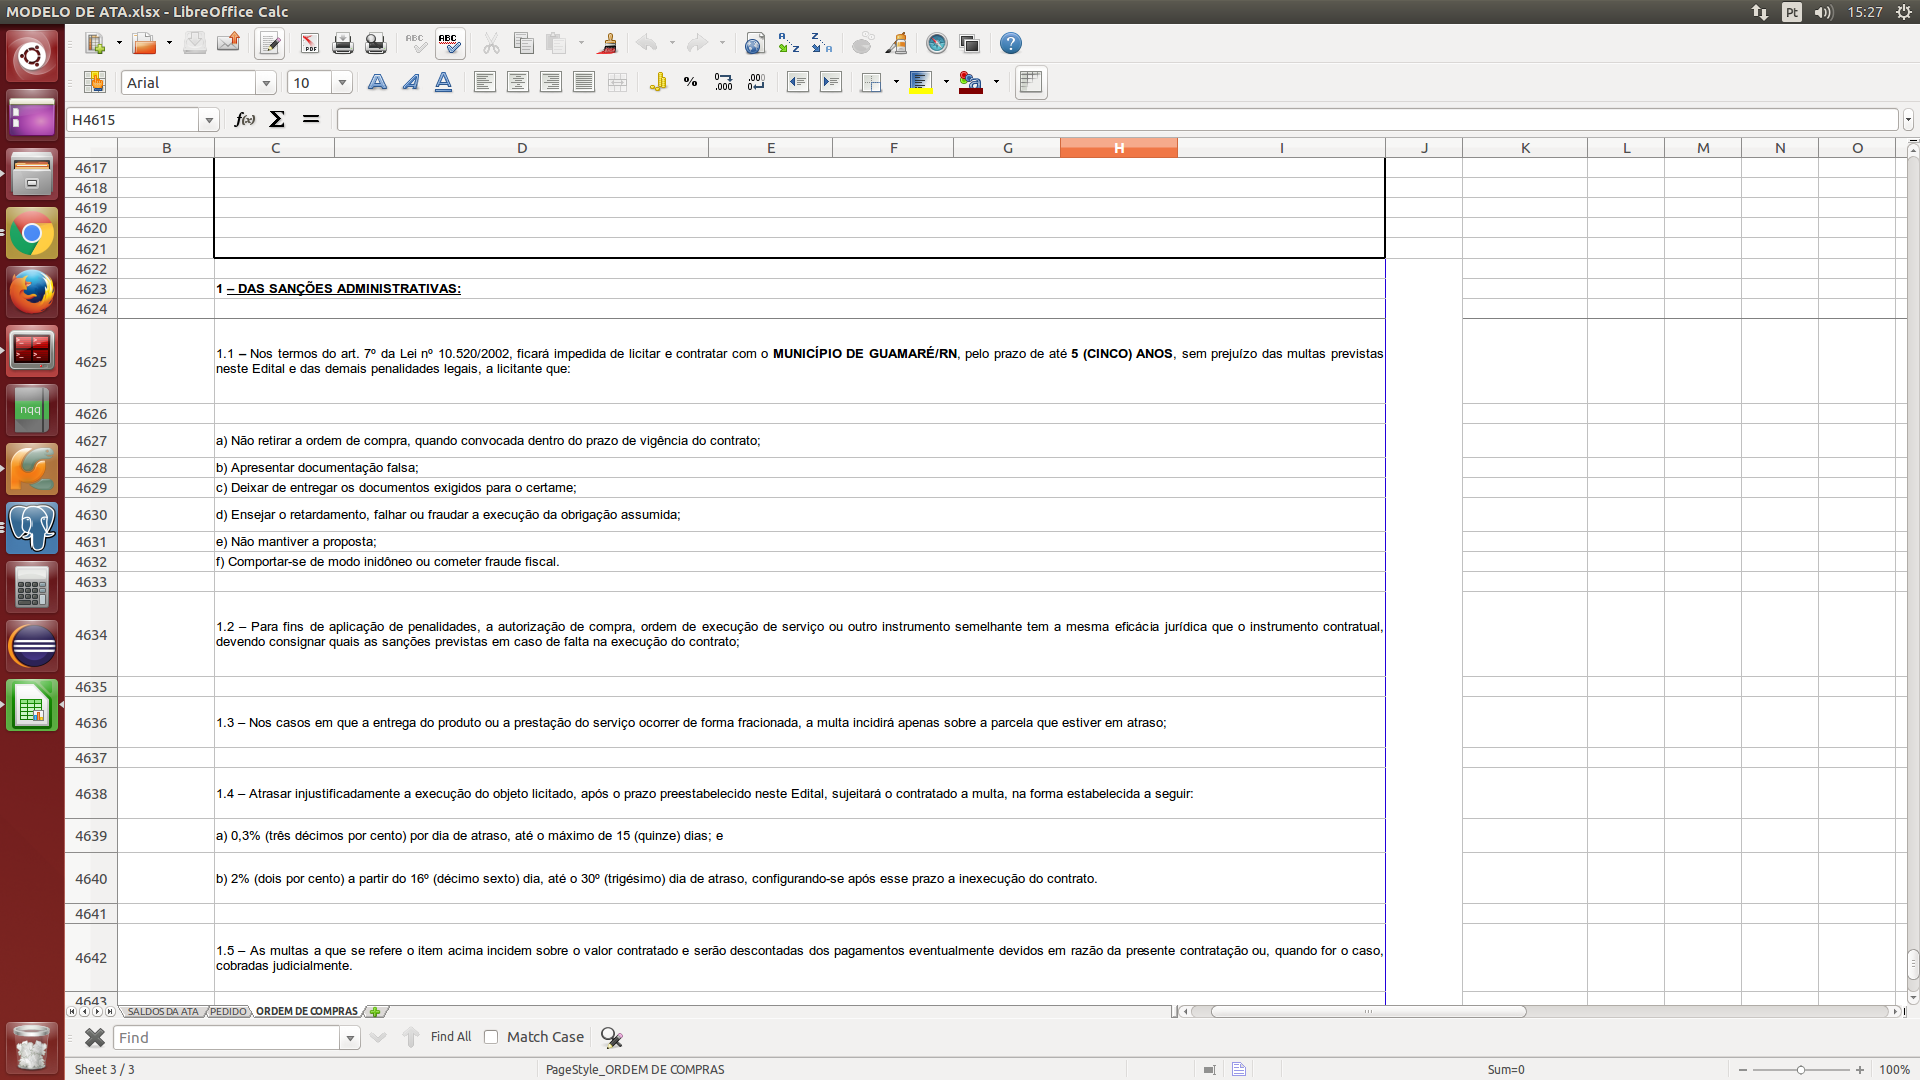 MODELO DE ATA.xlsx - LibreOffice Calc
Pt
15:27
Arial
10
H4615
B C D E F G H I J K L M N O
4617
4618
4619
4620
4621
4622
4623 1 – DAS SANÇÕES ADMINISTRATIVAS:
4624
4625 1.1 – Nos termos do art. 7º da Lei nº 10.520/2002, ficará impedida de licitar e contratar com o MUNICÍPIO DE GUAMARÉ/RN, pelo prazo de até 5 (CINCO) ANOS, sem prejuízo das multas previstas
neste Edital e das demais penalidades legais, a licitante que:
4626
4627 a) Não retirar a ordem de compra, quando convocada dentro do prazo de vigência do contrato;
4628 b) Apresentar documentação falsa;
4629 c) Deixar de entregar os documentos exigidos para o certame;
4630 d) Ensejar o retardamento, falhar ou fraudar a execução da obrigação assumida;
4631 e) Não mantiver a proposta;
4632 f) Comportar-se de modo inidôneo ou cometer fraude fiscal.
4633
4634 1.2 – Para fins de aplicação de penalidades, a autorização de compra, ordem de execução de serviço ou outro instrumento semelhante tem a mesma eficácia jurídica que o instrumento contratual,
devendo consignar quais as sanções previstas em caso de falta na execução do contrato;
4635
4636 1.3 – Nos casos em que a entrega do produto ou a prestação do serviço ocorrer de forma fracionada, a multa incidirá apenas sobre a parcela que estiver em atraso;
4637
4638 1.4 – Atrasar injustificadamente a execução do objeto licitado, após o prazo preestabelecido neste Edital, sujeitará o contratado a multa, na forma estabelecida a seguir:
4639 a) 0,3% (três décimos por cento) por dia de atraso, até o máximo de 15 (quinze) dias; e
4640 b) 2% (dois por cento) a partir do 16º (décimo sexto) dia, até o 30º (trigésimo) dia de atraso, configurando-se após esse prazo a inexecução do contrato.
4641
4642 1.5 – As multas a que se refere o item acima incidem sobre o valor contratado e serão descontadas dos pagamentos eventualmente devidos em razão da presente contratação ou, quando for o caso,
cobradas judicialmente.
4643
nqq
SALDOS DA ATA PEDIDO ORDEM DE COMPRAS
Find Find All Match Case
Sheet 3 / 3 PageStyle_ORDEM DE COMPRAS Sum=0 100%